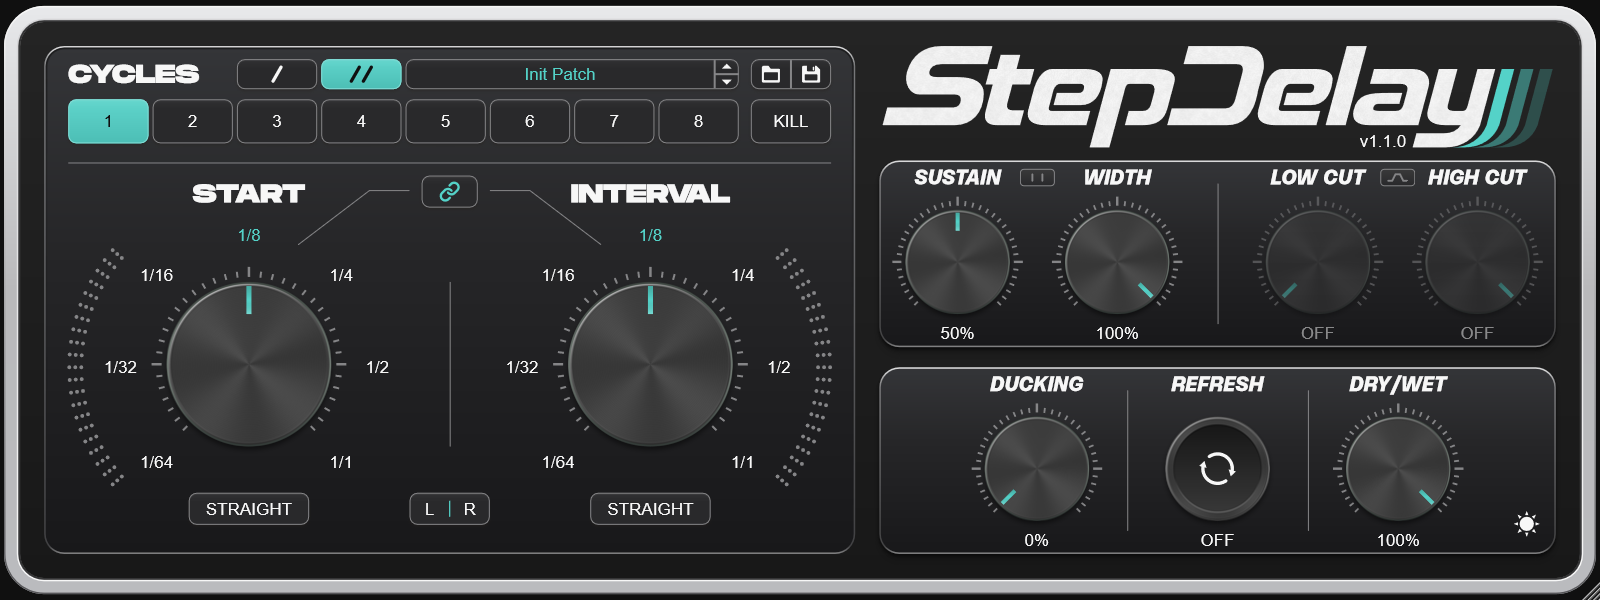 CYCLES / // Init Patch
1 2 3 4 5 6 7 8 KILL
START INTERVAL
1/8 1/8
1/16 1/4 1/16 1/4
1/32 1/2 1/32 1/2
1/64 1/1 1/64 1/1
STRAIGHT L | R STRAIGHT
StepDelay
v1.1.0
SUSTAIN WIDTH LOW CUT HIGH CUT
50% 100% OFF OFF
DUCKING REFRESH DRY/WET
0% OFF 100%